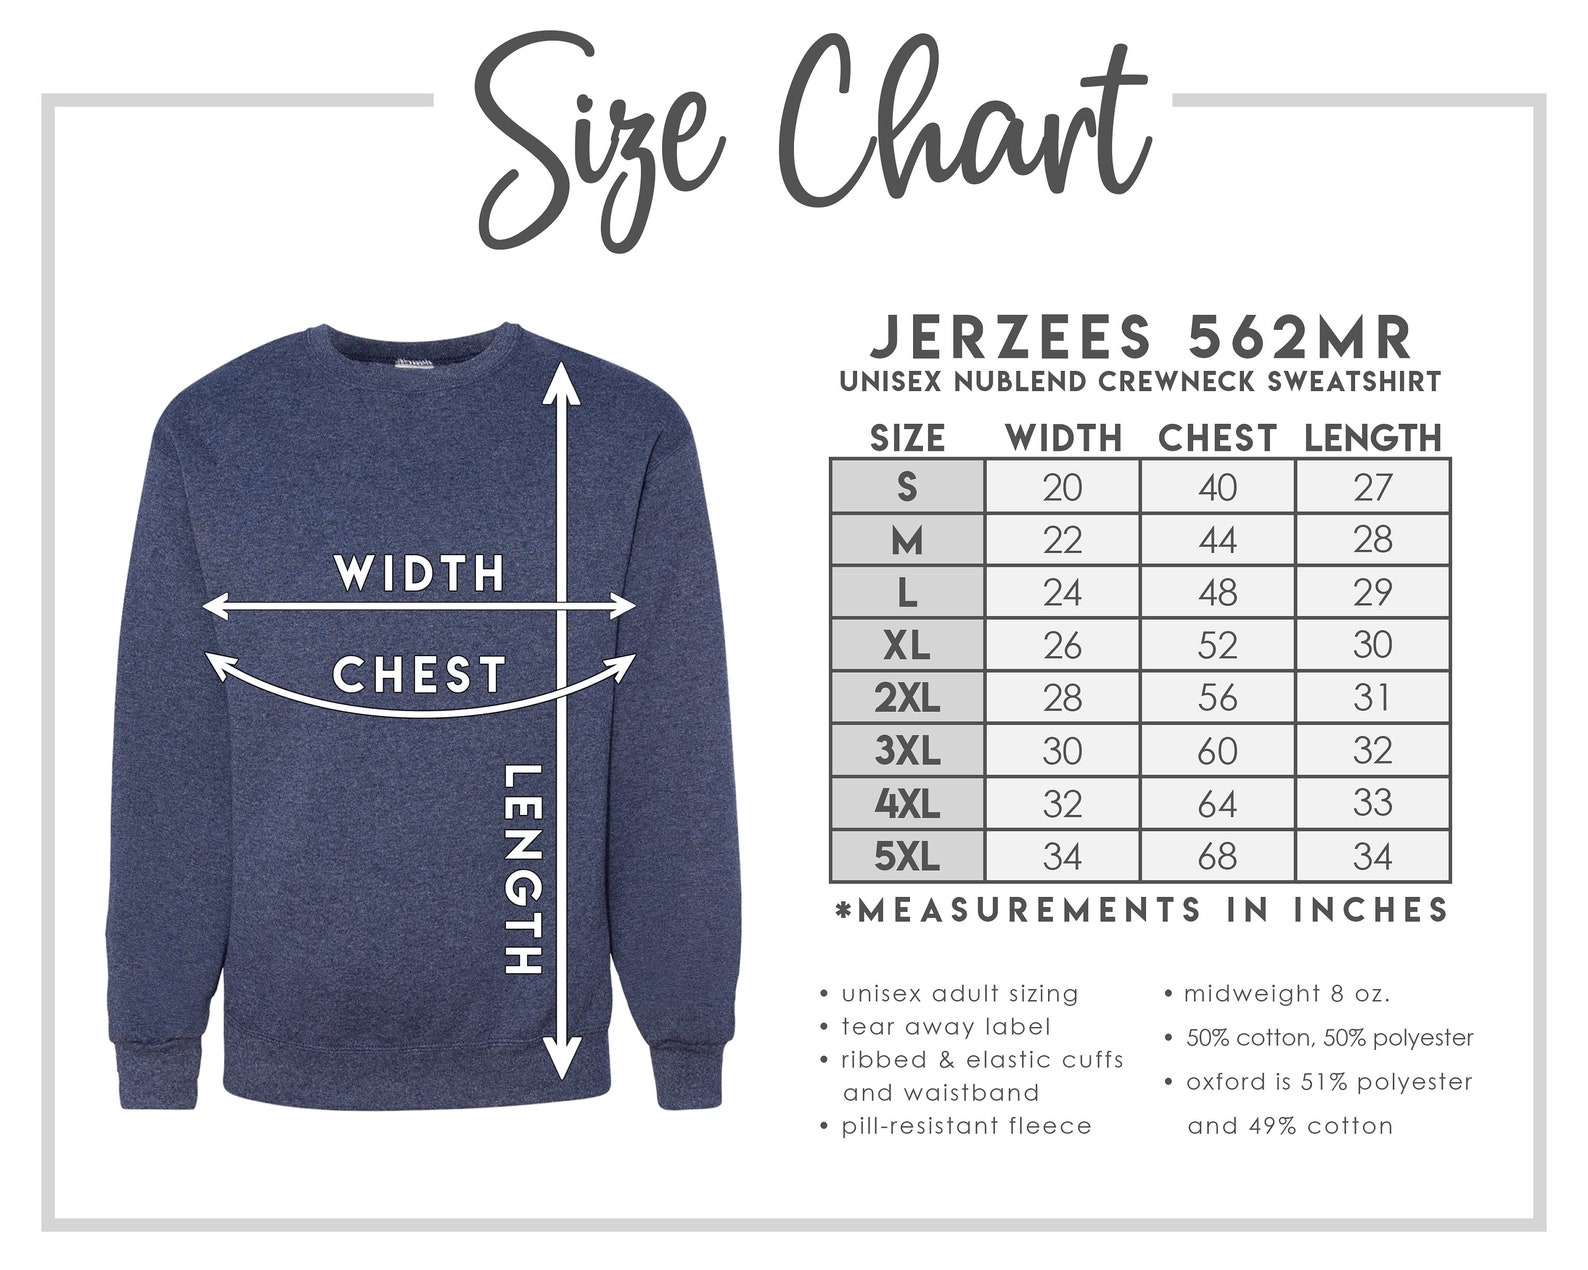 Size Chart
JERZEES 562MR
UNISEX NUBLEND CREWNECK SWEATSHIRT
SIZE WIDTH CHEST LENGTH
S 20 40 27
M 22 44 28
L 24 48 29
XL 26 52 30
2XL 28 56 31
3XL 30 60 32
4XL 32 64 33
5XL 34 68 34
*MEASUREMENTS IN INCHES
WIDTH
CHEST
LENGTH
• unisex adult sizing
• tear away label
• ribbed & elastic cuffs
and waistband
• pill-resistant fleece
• midweight 8 oz.
• 50% cotton, 50% polyester
• oxford is 51% polyester
and 49% cotton